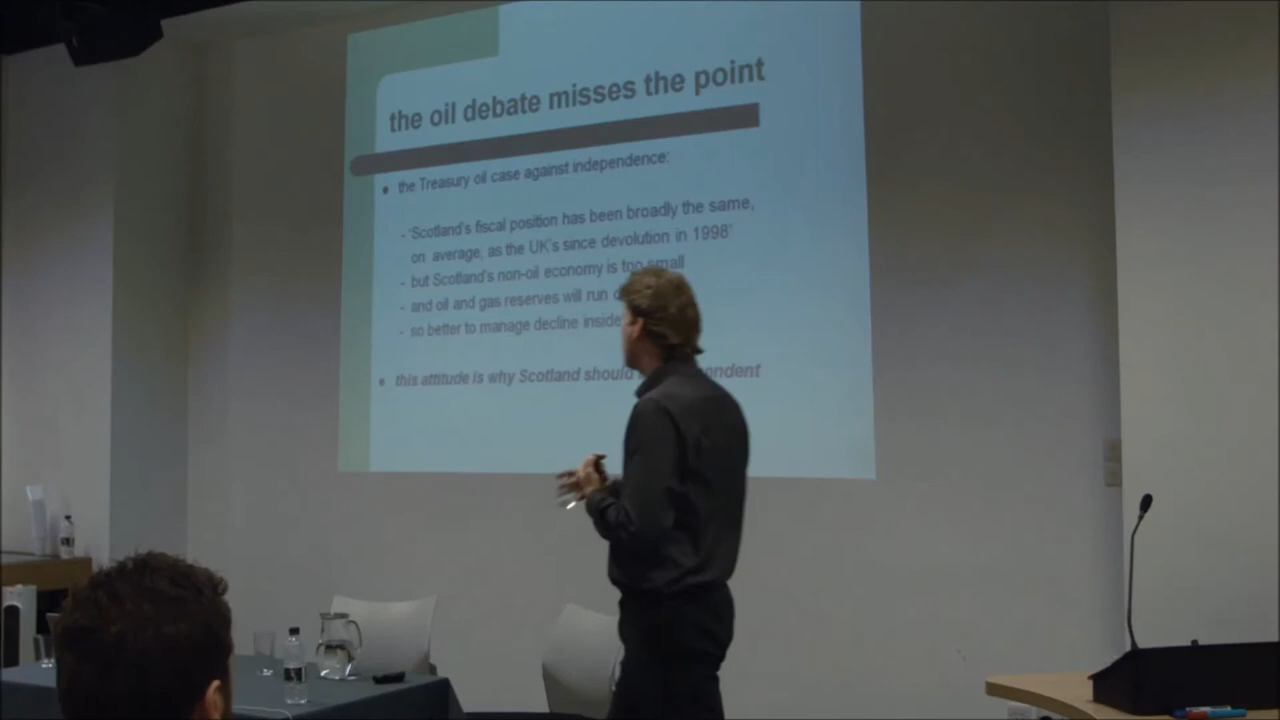 the oil debate misses the point
• the Treasury oil case against independence:
- 'Scotland's fiscal position has been broadly the same,
on average, as the UK's since devolution in 1998'
- but Scotland's non-oil economy is too small
- and oil and gas reserves will run
- so better to manage decline inside
• this attitude is why Scotland should